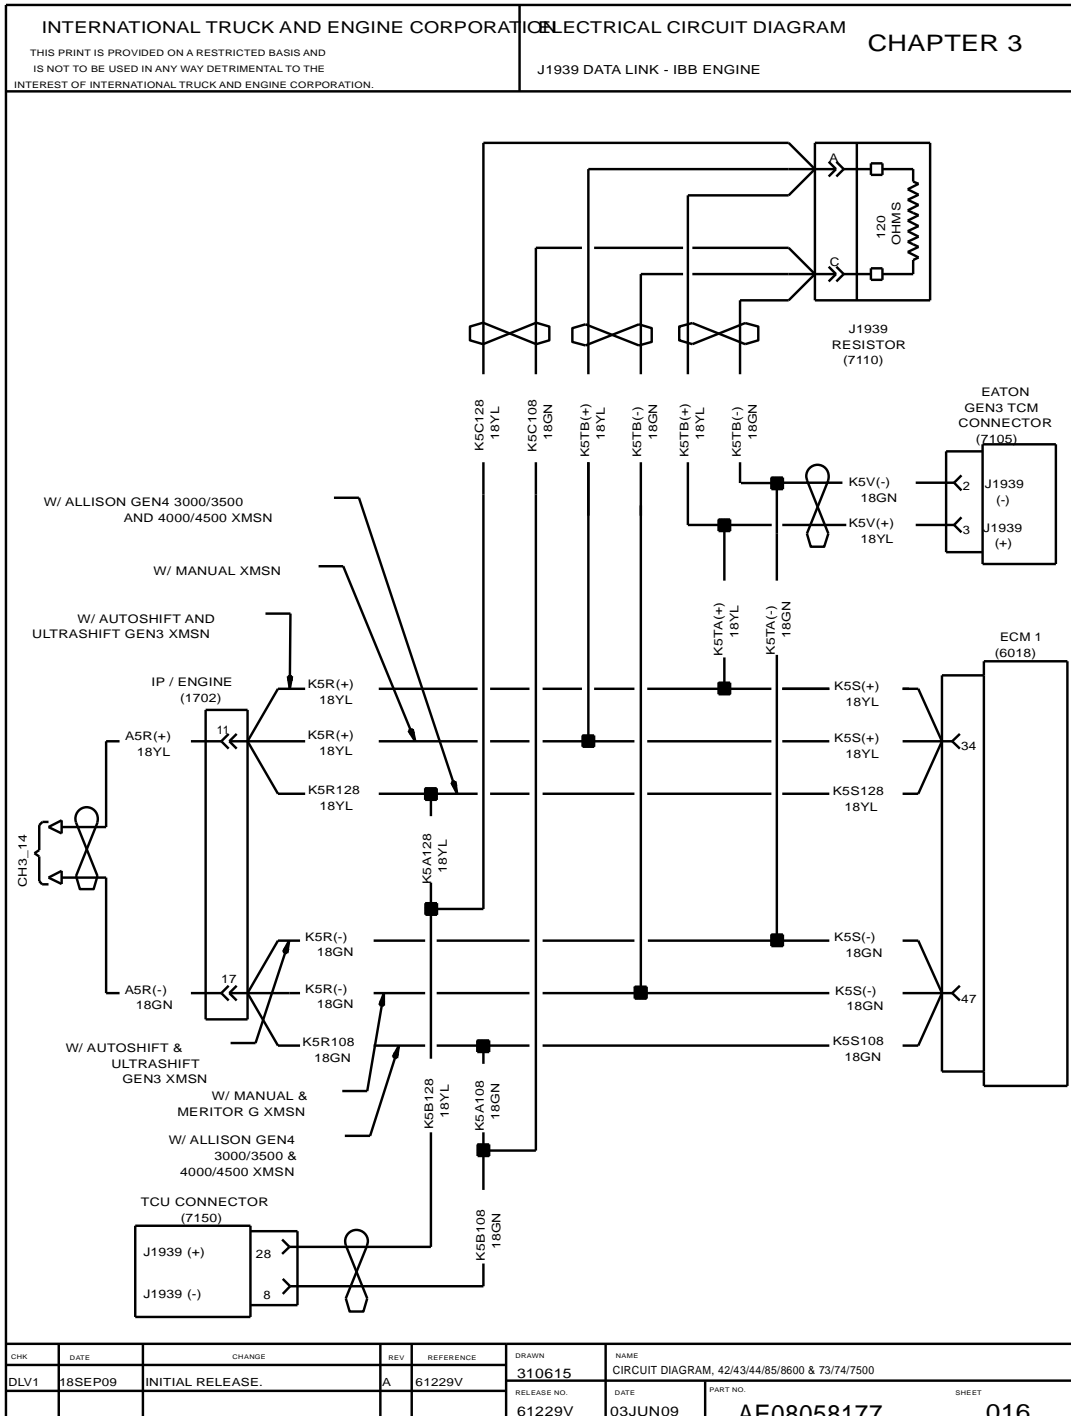 INTERNATIONAL TRUCK AND ENGINE CORPORATION
THIS PRINT IS PROVIDED ON A RESTRICTED BASIS AND
IS NOT TO BE USED IN ANY WAY DETRIMENTAL TO THE
INTEREST OF INTERNATIONAL TRUCK AND ENGINE CORPORATION.
ELECTRICAL CIRCUIT DIAGRAM
J1939 DATA LINK - IBB ENGINE
CHAPTER 3
A
C
120
OHMS
J1939
RESISTOR
(7110)
K5C128
18YL
K5C108
18GN
K5TB(+)
18YL
K5TB(-)
18GN
K5TB(+)
18YL
K5TB(-)
18GN
EATON
GEN3 TCM
CONNECTOR
(7105)
K5V(-)
18GN
2
J1939
(-)
K5V(+)
18YL
3
J1939
(+)
W/ ALLISON GEN4 3000/3500
AND 4000/4500 XMSN
W/ MANUAL XMSN
W/ AUTOSHIFT AND
ULTRASHIFT GEN3 XMSN
K5TA(+)
18YL
K5TA(-)
18GN
ECM 1
(6018)
IP / ENGINE
(1702)
K5R(+)
18YL
K5S(+)
18YL
A5R(+)
18YL
11
K5R(+)
18YL
K5S(+)
18YL
34
K5R128
18YL
K5S128
18YL
CH3_14
K5A128
18YL
K5R(-)
18GN
K5S(-)
18GN
A5R(-)
18GN
17
K5R(-)
18GN
K5S(-)
18GN
47
K5R108
18GN
K5S108
18GN
W/ AUTOSHIFT &
ULTRASHIFT
GEN3 XMSN
W/ MANUAL &
MERITOR G XMSN
W/ ALLISON GEN4
3000/3500 &
4000/4500 XMSN
K5B128
18YL
K5A108
18GN
K5B108
18GN
TCU CONNECTOR
(7150)
J1939 (+)
28
J1939 (-)
8
CHK
DATE
CHANGE
REV
REFERENCE
DLV1
18SEP09
INITIAL RELEASE.
A
61229V
DRAWN
310615
NAME
CIRCUIT DIAGRAM, 42/43/44/85/8600 & 73/74/7500
RELEASE NO.
61229V
DATE
03JUN09
PART NO.
AE08058177
SHEET
016